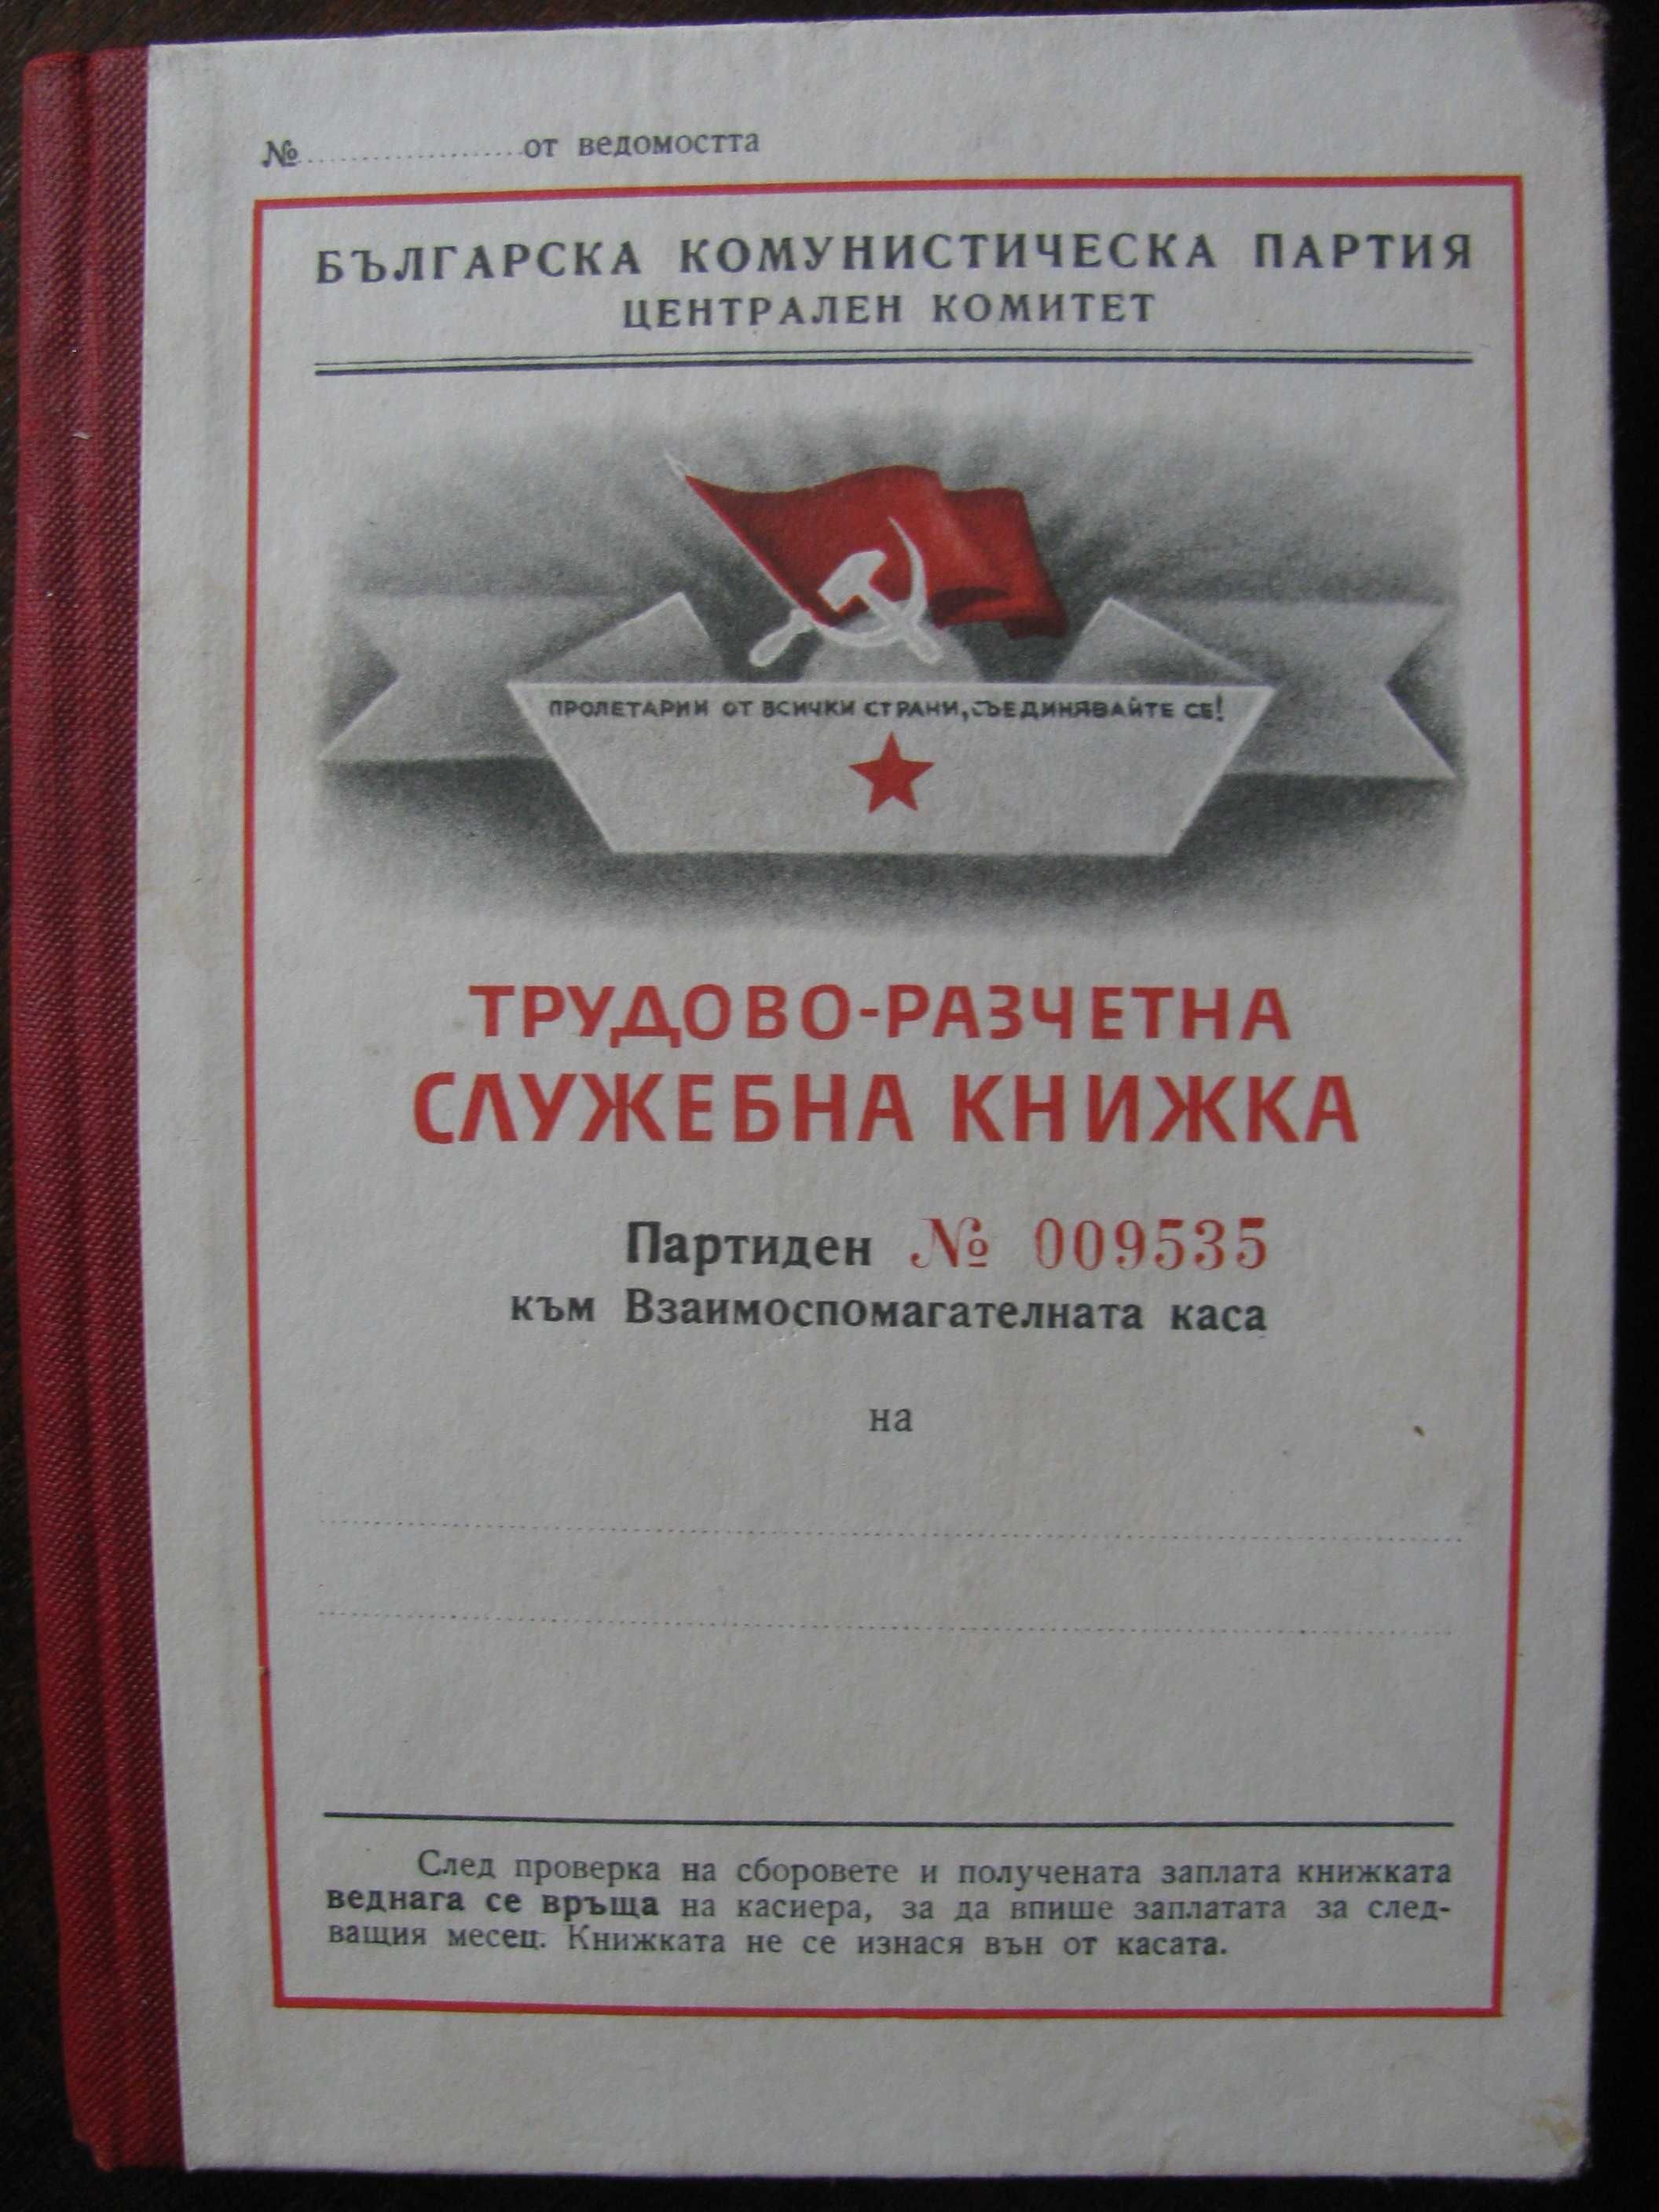 № от ведомостта
БЪЛГАРСКА КОМУНИСТИЧЕСКА ПАРТИЯ
ЦЕНТРАЛЕН КОМИТЕТ
ПРОЛЕТАРИИ ОТ ВСИЧКИ СТРАНИ, СЪЕДИНЯВАЙТЕ СЕ!
ТРУДОВО-РАЗЧЕТНА
СЛУЖЕБНА КНИЖКА
Партиден № 009535
към Взаимоспомагателната каса
на
След проверка на сборовете и получената заплата книжката
веднага се връща на касиера, за да впише заплатата за след-
ващия месец. Книжката не се изнася вън от касата.